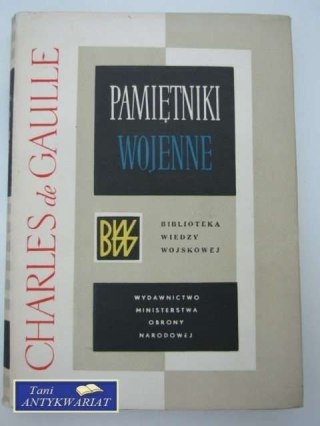 CHARLES de GAULLE
PAMIĘTNIKI
WOJENNE
BWW
BIBLIOTEKA
WIEDZY
WOJSKOWEJ
WYDAWNICTWO
MINISTERSTWA
OBRONY
NARODOWEJ
Tani
ANTYKWARIAT